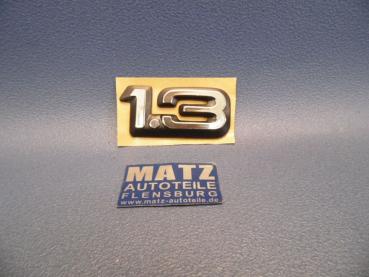 1.3
MATZ
AUTOTEILE
FLENSBURG
www.matz-autoteile.de